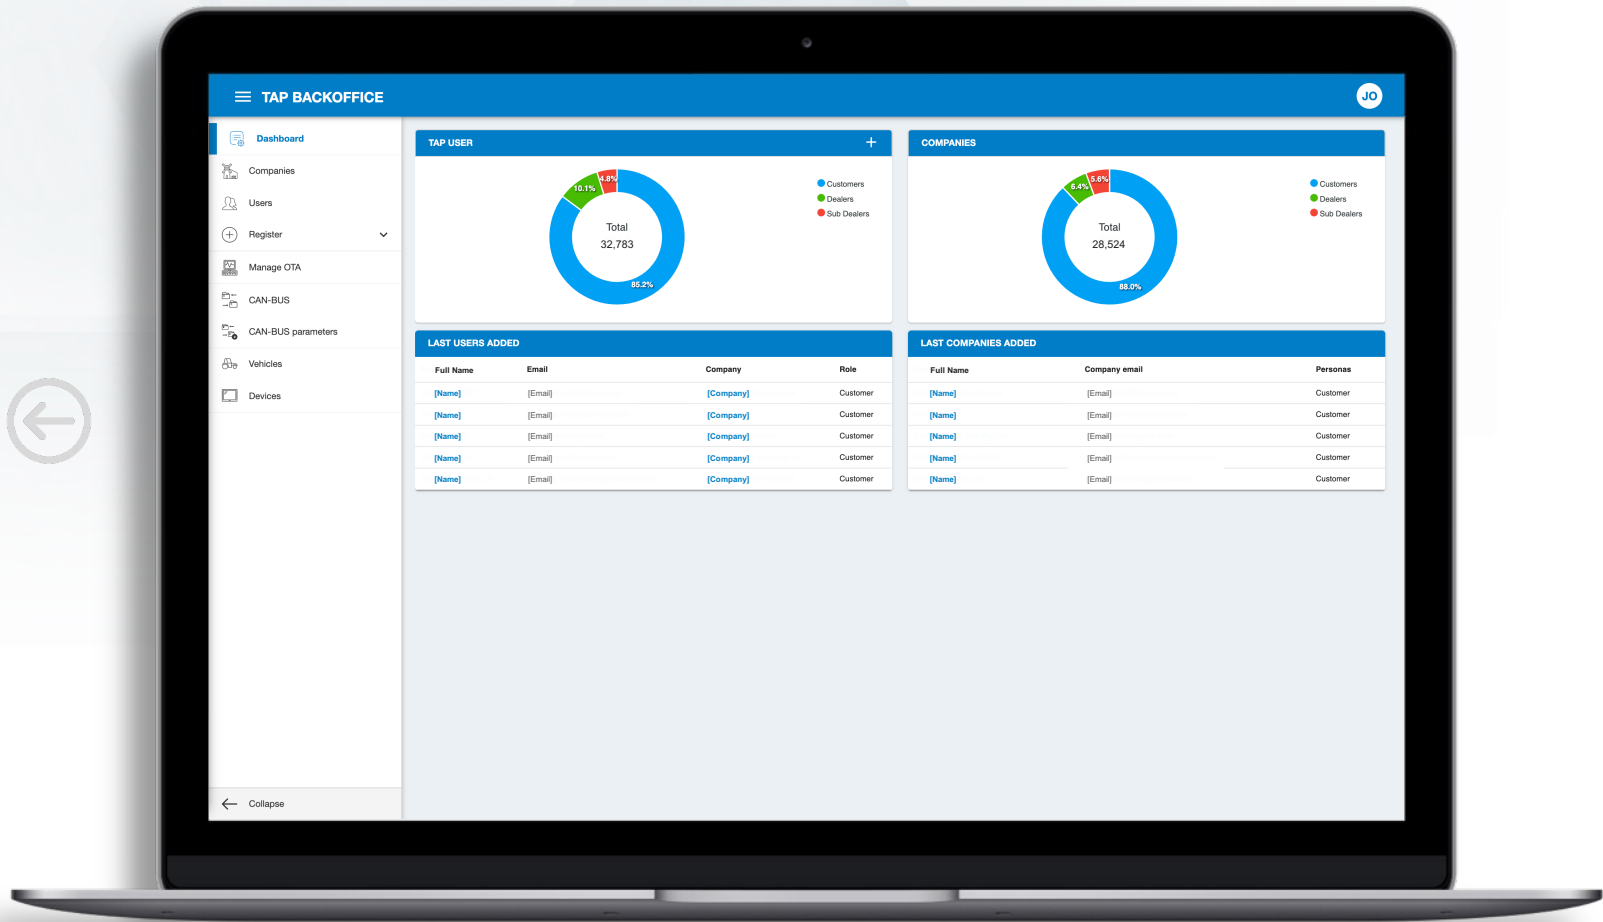 TAP BACKOFFICE
JO
Dashboard
Companies
Users
Register
Manage OTA
CAN-BUS
CAN-BUS parameters
Vehicles
Devices
Collapse
TAP USER
10.1%
4.8%
Total
32,783
85.2%
Customers
Dealers
Sub Dealers
COMPANIES
6.4%
5.6%
Total
28,524
88.0%
Customers
Dealers
Sub Dealers
LAST USERS ADDED
Full Name Email Company Role
[Name] [Email] [Company] Customer
[Name] [Email] [Company] Customer
[Name] [Email] [Company] Customer
[Name] [Email] [Company] Customer
[Name] [Email] [Company] Customer
LAST COMPANIES ADDED
Full Name Company email Personas
[Name] [Email] Customer
[Name] [Email] Customer
[Name] [Email] Customer
[Name] [Email] Customer
[Name] [Email] Customer